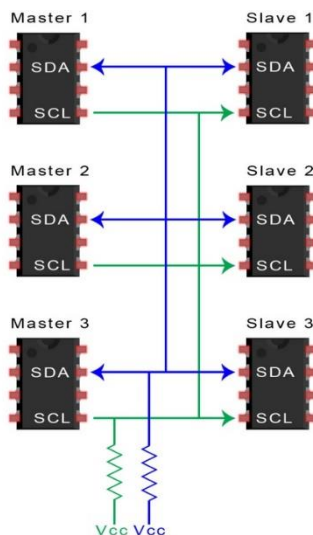 Master 1 Slave 1
SDA SDA
SCL SCL
Master 2 Slave 2
SDA SDA
SCL SCL
Master 3 Slave 3
SDA SDA
SCL SCL
Vcc Vcc